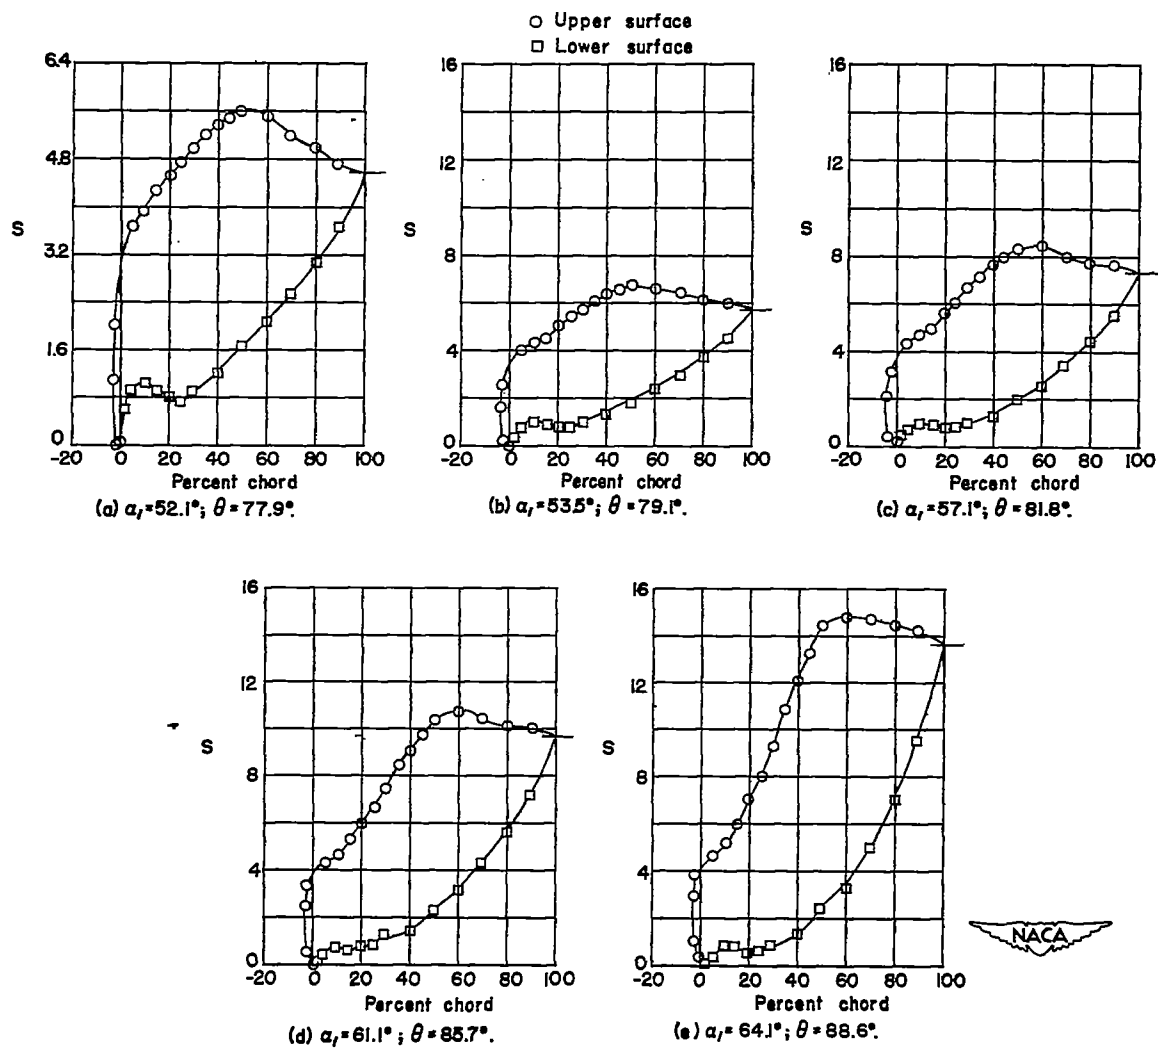 Upper surface
Lower surface
6.4
4.8
S
3.2
1.6
0
-20 0 20 40 60 80 100
Percent chord
(a) α₁=52.1°; θ=77.9°.
16
12
S
8
4
0
-20 0 20 40 60 80 100
Percent chord
(b) α₁=53.5°; θ=79.1°.
16
12
S
8
4
0
-20 0 20 40 60 80 100
Percent chord
(c) α₁=57.1°; θ=81.8°.
16
12
S
8
4
0
-20 0 20 40 60 80 100
Percent chord
(d) α₁=61.1°; θ=85.7°.
16
12
S
8
4
0
-20 0 20 40 60 80 100
Percent chord
(e) α₁=64.1°; θ=88.6°.
NACA